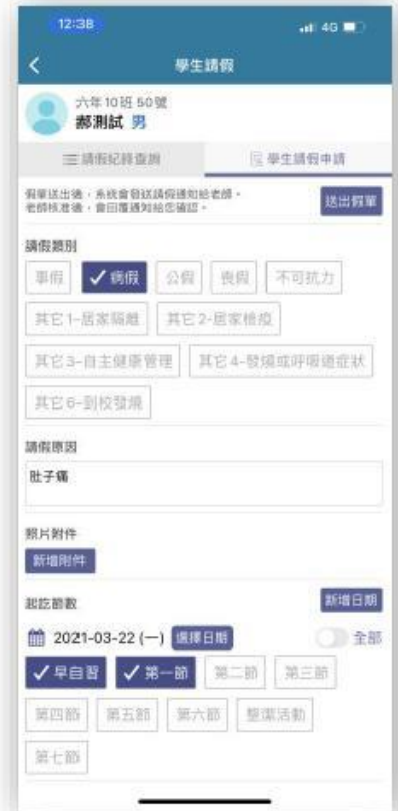 12:38 4G
學生請假
六年10班 50號
郝測試 男
請假紀錄查詢 學生請假申請
假單送出後，系統會發送請假通知給老師。
老師核准後，會回覆通知給您確認。
送出假單
請假類別
事假 病假 公假 喪假 不可抗力
其它1-居家隔離 其它2-居家檢疫
其它3-自主健康管理 其它4-發燒或呼吸道症狀
其它6-到校發燒
請假原因
肚子痛
照片附件
新增附件
起訖節數 新增日期
2021-03-22 (一) 選擇日期 全部
早自習 第一節 第二節 第三節
第四節 第五節 第六節 整潔活動
第七節